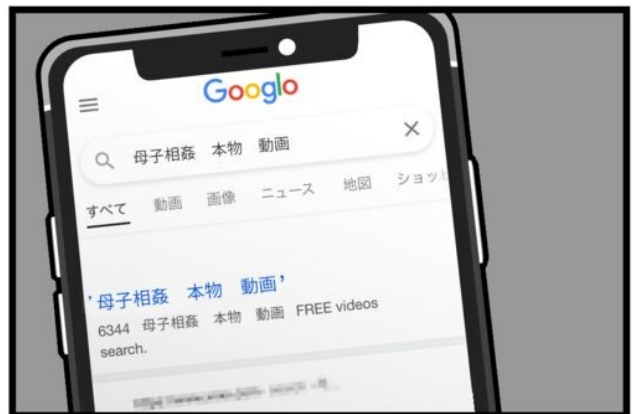 Googlo
母子相姦 本物 動画
すべて 動画 画像 ニュース 地図 ショッピ
'母子相姦 本物 動画'
6344 母子相姦 本物 動画 FREE videos
search.